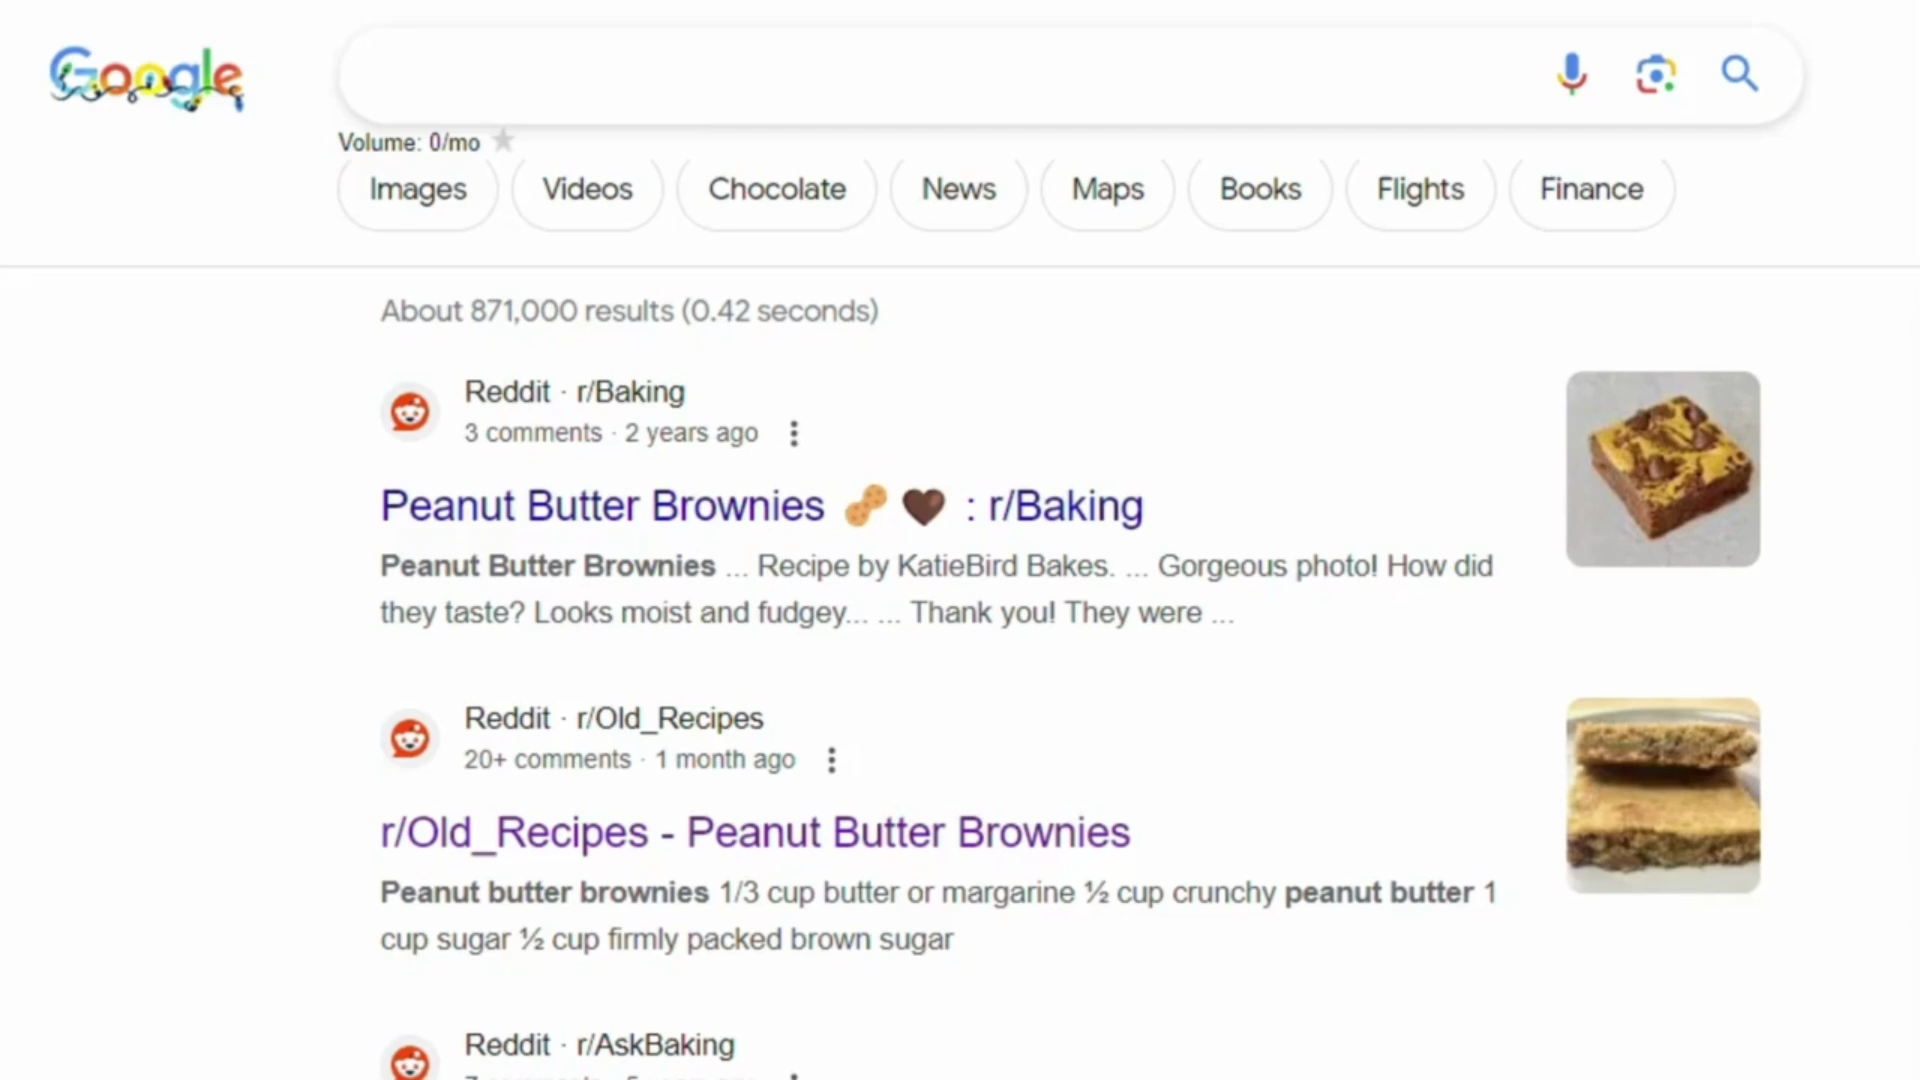 Google
Volume: 0/mo
Images Videos Chocolate News Maps Books Flights Finance
About 871,000 results (0.42 seconds)
Reddit · r/Baking
3 comments · 2 years ago
Peanut Butter Brownies 🥜 🤎 : r/Baking
Peanut Butter Brownies ... Recipe by KatieBird Bakes. ... Gorgeous photo! How did
they taste? Looks moist and fudgey... ... Thank you! They were ...
Reddit · r/Old_Recipes
20+ comments · 1 month ago
r/Old_Recipes - Peanut Butter Brownies
Peanut butter brownies 1/3 cup butter or margarine ½ cup crunchy peanut butter 1
cup sugar ½ cup firmly packed brown sugar
Reddit · r/AskBaking